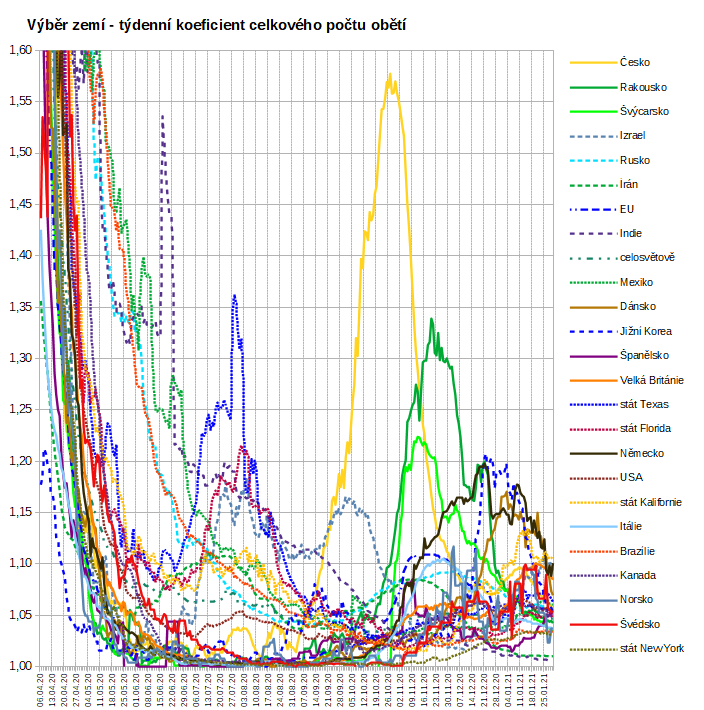 Výběr zemí - týdenní koeficient celkového počtu obětí
1,60
1,55
1,50
1,45
1,40
1,35
1,30
1,25
1,20
1,15
1,10
1,05
1,00
06.04.20
13.04.20
20.04.20
27.04.20
04.05.20
11.05.20
18.05.20
25.05.20
01.06.20
08.06.20
15.06.20
22.06.20
29.06.20
06.07.20
13.07.20
20.07.20
27.07.20
03.08.20
10.08.20
17.08.20
24.08.20
31.08.20
07.09.20
14.09.20
21.09.20
28.09.20
05.10.20
12.10.20
19.10.20
26.10.20
02.11.20
09.11.20
16.11.20
23.11.20
30.11.20
07.12.20
14.12.20
21.12.20
28.12.20
04.01.21
11.01.21
18.01.21
25.01.21
Česko
Rakousko
Švýcarsko
Izrael
Rusko
Írán
EU
Indie
celosvětově
Mexiko
Dánsko
Jižní Korea
Španělsko
Velká Británie
stát Texas
stát Florida
Německo
USA
stát Kalifornie
Itálie
Brazílie
Kanada
Norsko
Švédsko
stát New York